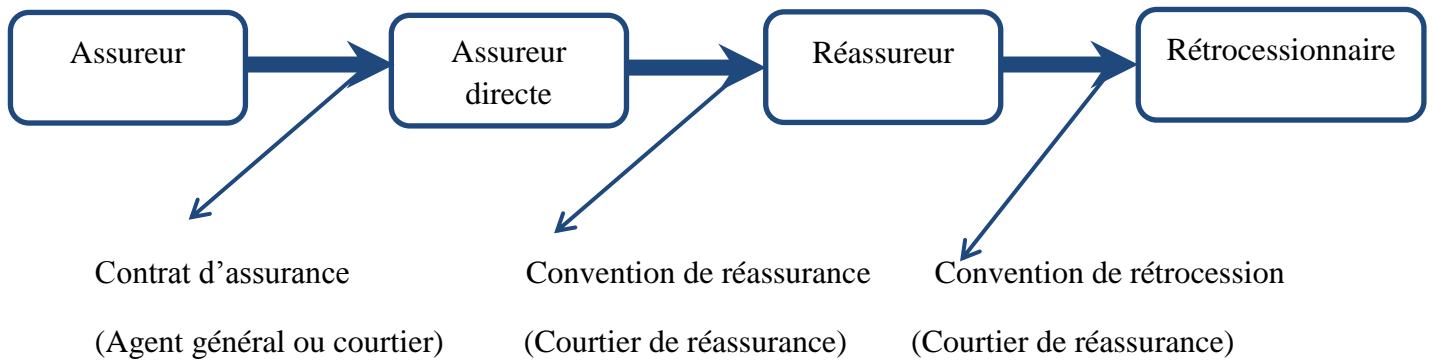 Assureur
Assureur
directe
Réassureur
Rétrocessionnaire
Contrat d'assurance
Convention de réassurance
Convention de rétrocession
(Agent général ou courtier)
(Courtier de réassurance)
(Courtier de réassurance)